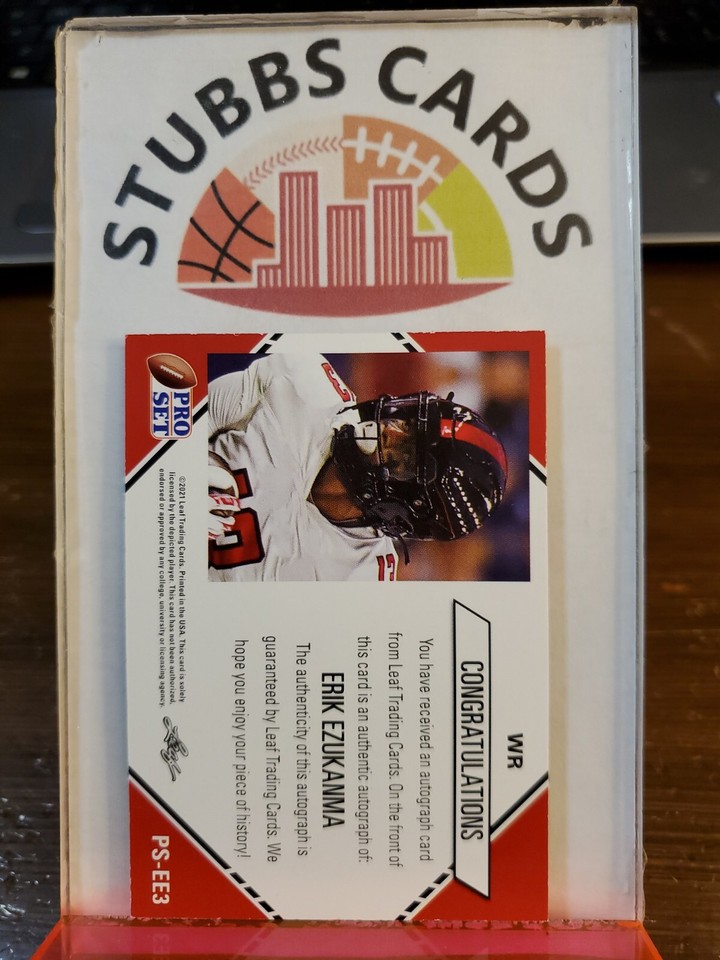 STUBBS CARDS
PRO
SET
WR
CONGRATULATIONS
You have received an autograph card
from Leaf Trading Cards. On the front of
this card is an authentic autograph of:
ERIK EZUKANMA
The authenticity of this autograph is
guaranteed by Leaf Trading Cards. We
hope you enjoy your piece of history!
©2021 Leaf Trading Cards. Printed in the USA. This card is solely
licensed by the depicted player. This card has not been authorized,
endorsed or approved by any college, university or licensing agency.
Leaf
PS-EE3